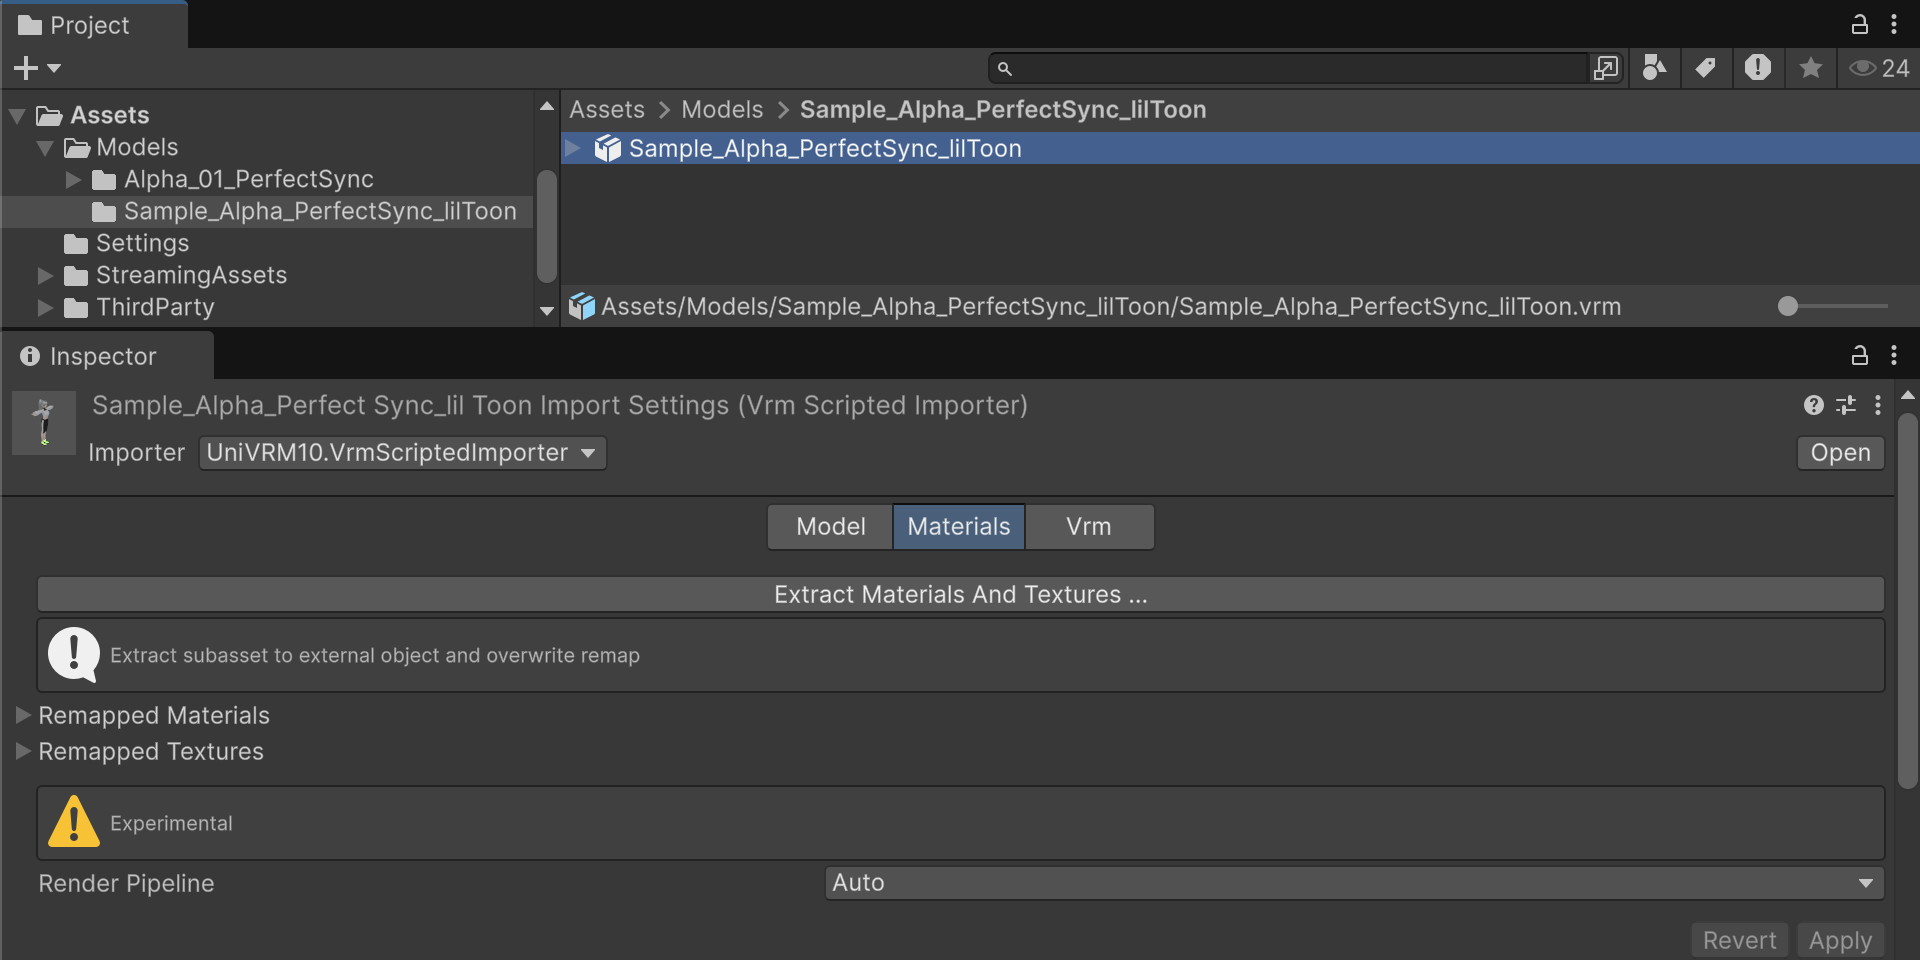 Project
24
Assets
Models
Alpha_01_PerfectSync
Sample_Alpha_PerfectSync_lilToon
Settings
StreamingAssets
ThirdParty
Assets > Models > Sample_Alpha_PerfectSync_lilToon
Sample_Alpha_PerfectSync_lilToon
Assets/Models/Sample_Alpha_PerfectSync_lilToon/Sample_Alpha_PerfectSync_lilToon.vrm
Inspector
Sample_Alpha_Perfect Sync_lil Toon Import Settings (Vrm Scripted Importer)
Importer UniVRM10.VrmScriptedImporter Open
Model Materials Vrm
Extract Materials And Textures ...
Extract subasset to external object and overwrite remap
Remapped Materials
Remapped Textures
Experimental
Render Pipeline Auto
Revert Apply